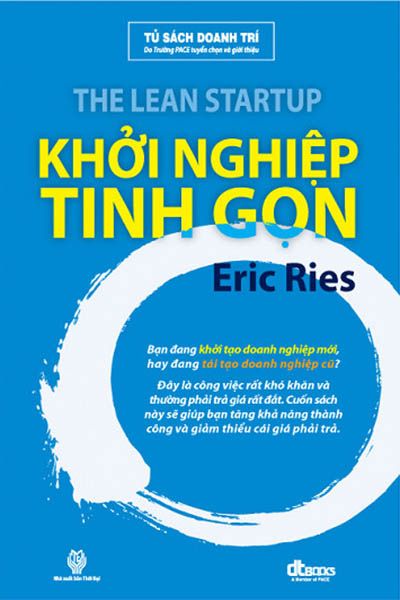 TỦ SÁCH DOANH TRÍ
Do Trường PACE tuyển chọn và giới thiệu
THE LEAN STARTUP
KHỞI NGHIỆP
TINH GỌN
Eric Ries
Bạn đang khởi tạo doanh nghiệp mới,
hay đang tái tạo doanh nghiệp cũ?
Đây là công việc rất khó khăn và
thường phải trả giá rất đắt. Cuốn sách
này sẽ giúp bạn tăng khả năng thành
công và giảm thiểu cái giá phải trả.
Nhà xuất bản Thời Đại
dtBOOKS
A Member of PACE